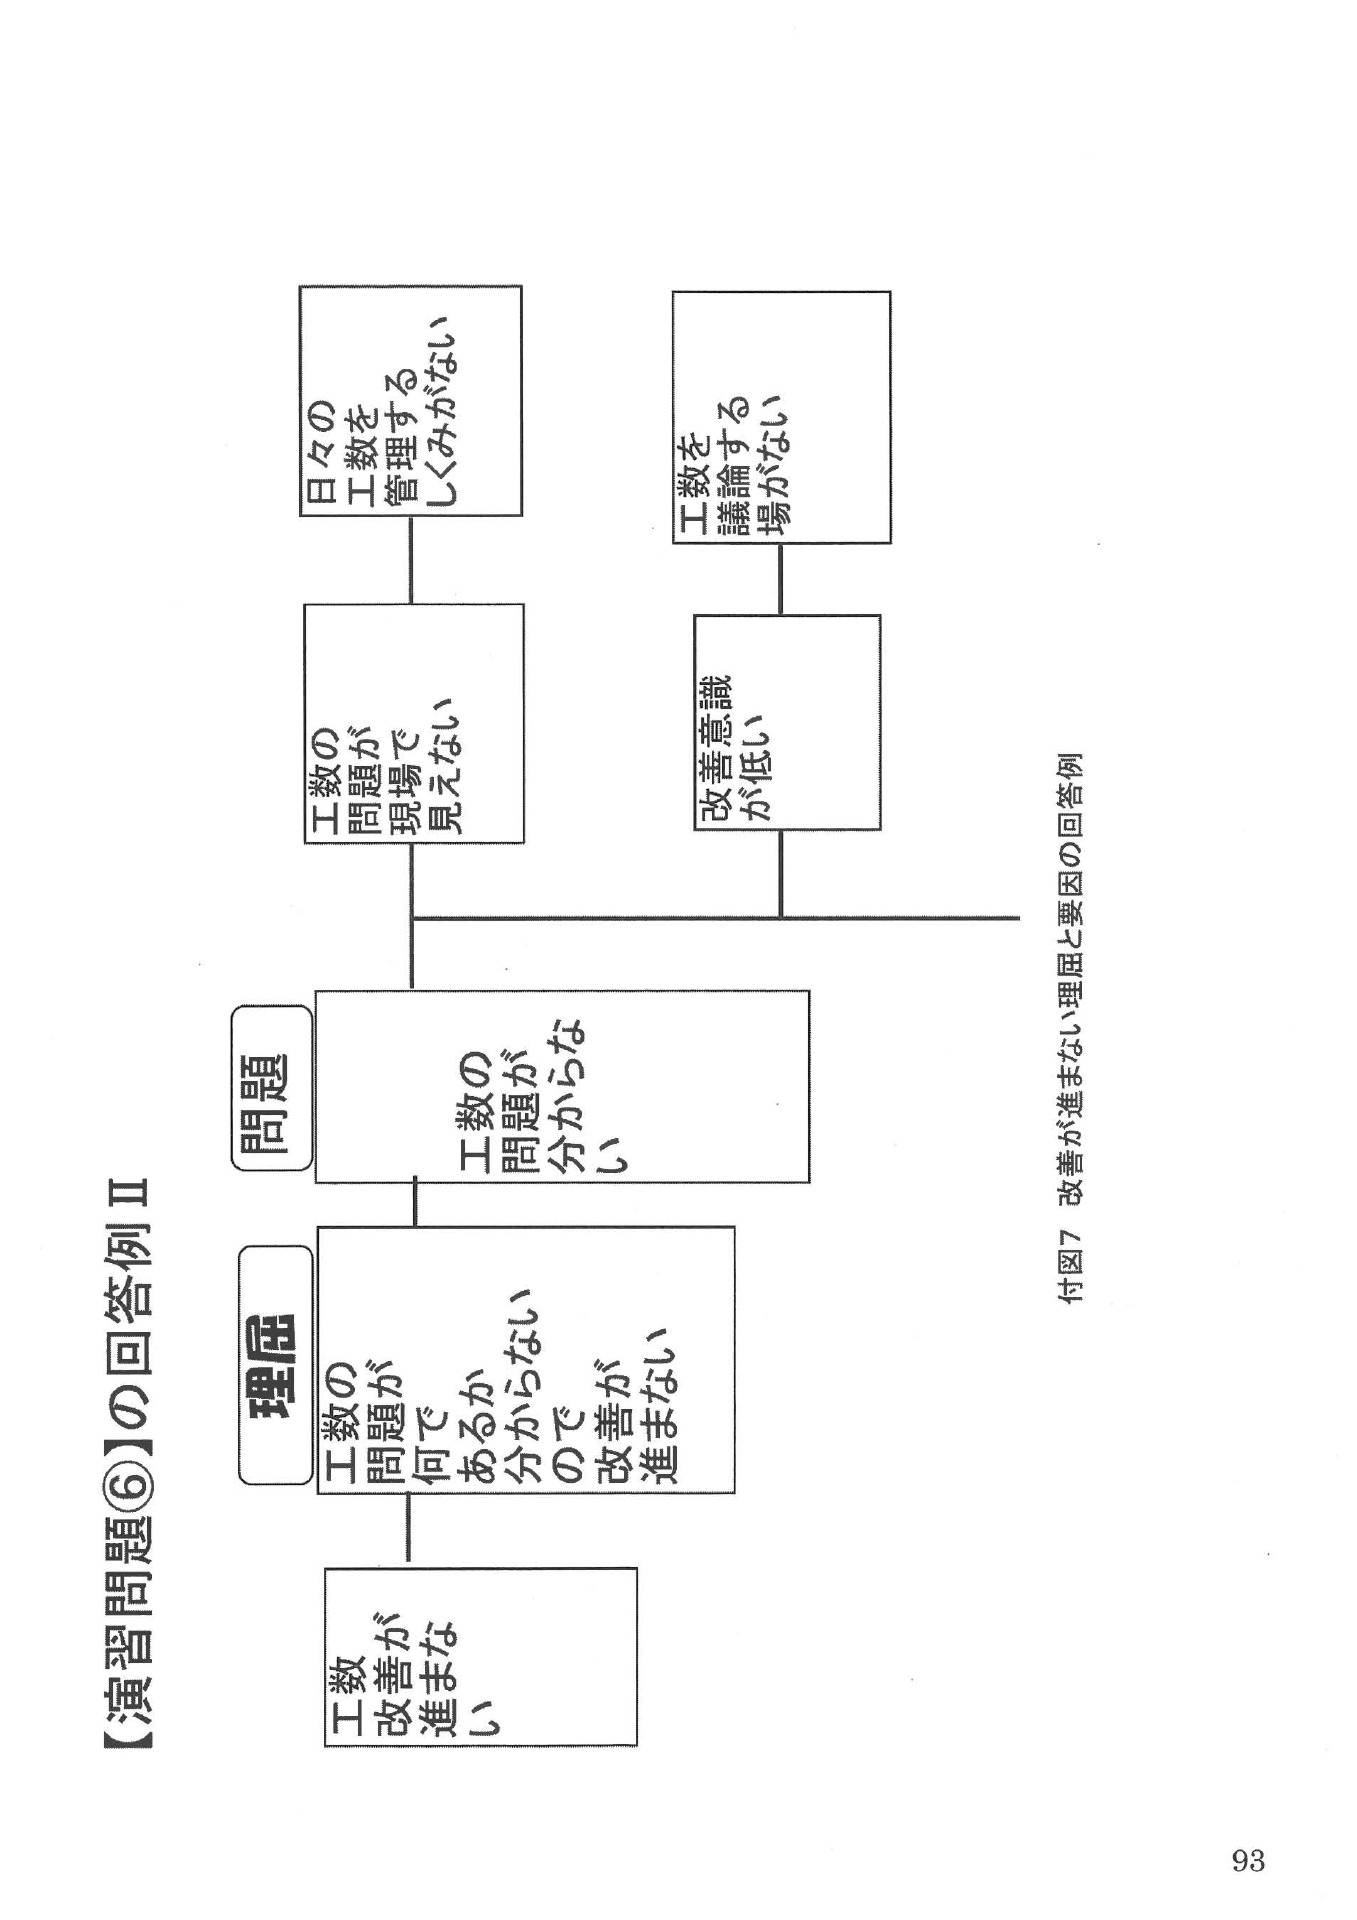 【演習問題⑥】の回答例Ⅱ
工数
改善が
進まな
い
理屈
工数の
問題が
何で
あるか
分からない
ので
改善が
進まない
問題
工数の
問題が
分からな
い
工数の
問題が
現場で
見えない
日々の
工数を
管理する
しくみがない
改善意識
が低い
工数を
議論する
場がない
付図7　改善が進まない理屈と要因の回答例
93